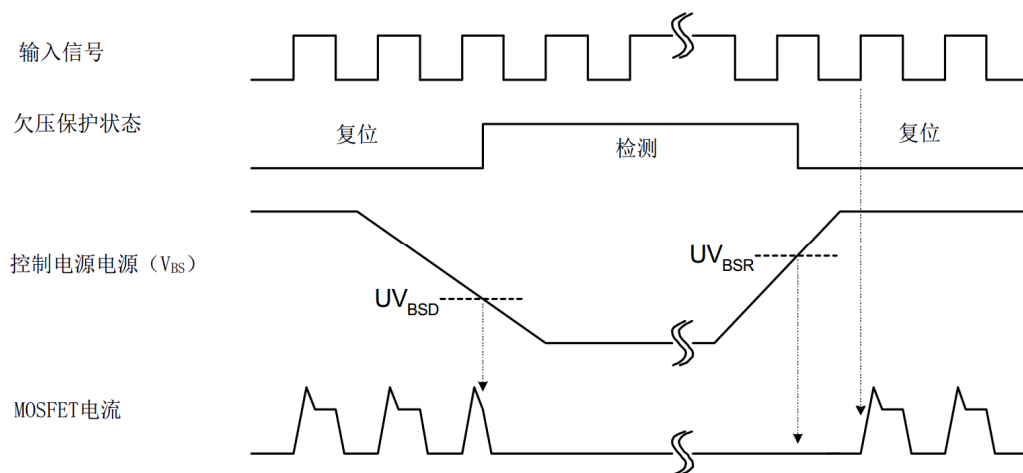 输入信号
欠压保护状态
复位
检测
复位
控制电源电源（VBS）
UVBSR
UVBSD
MOSFET电流